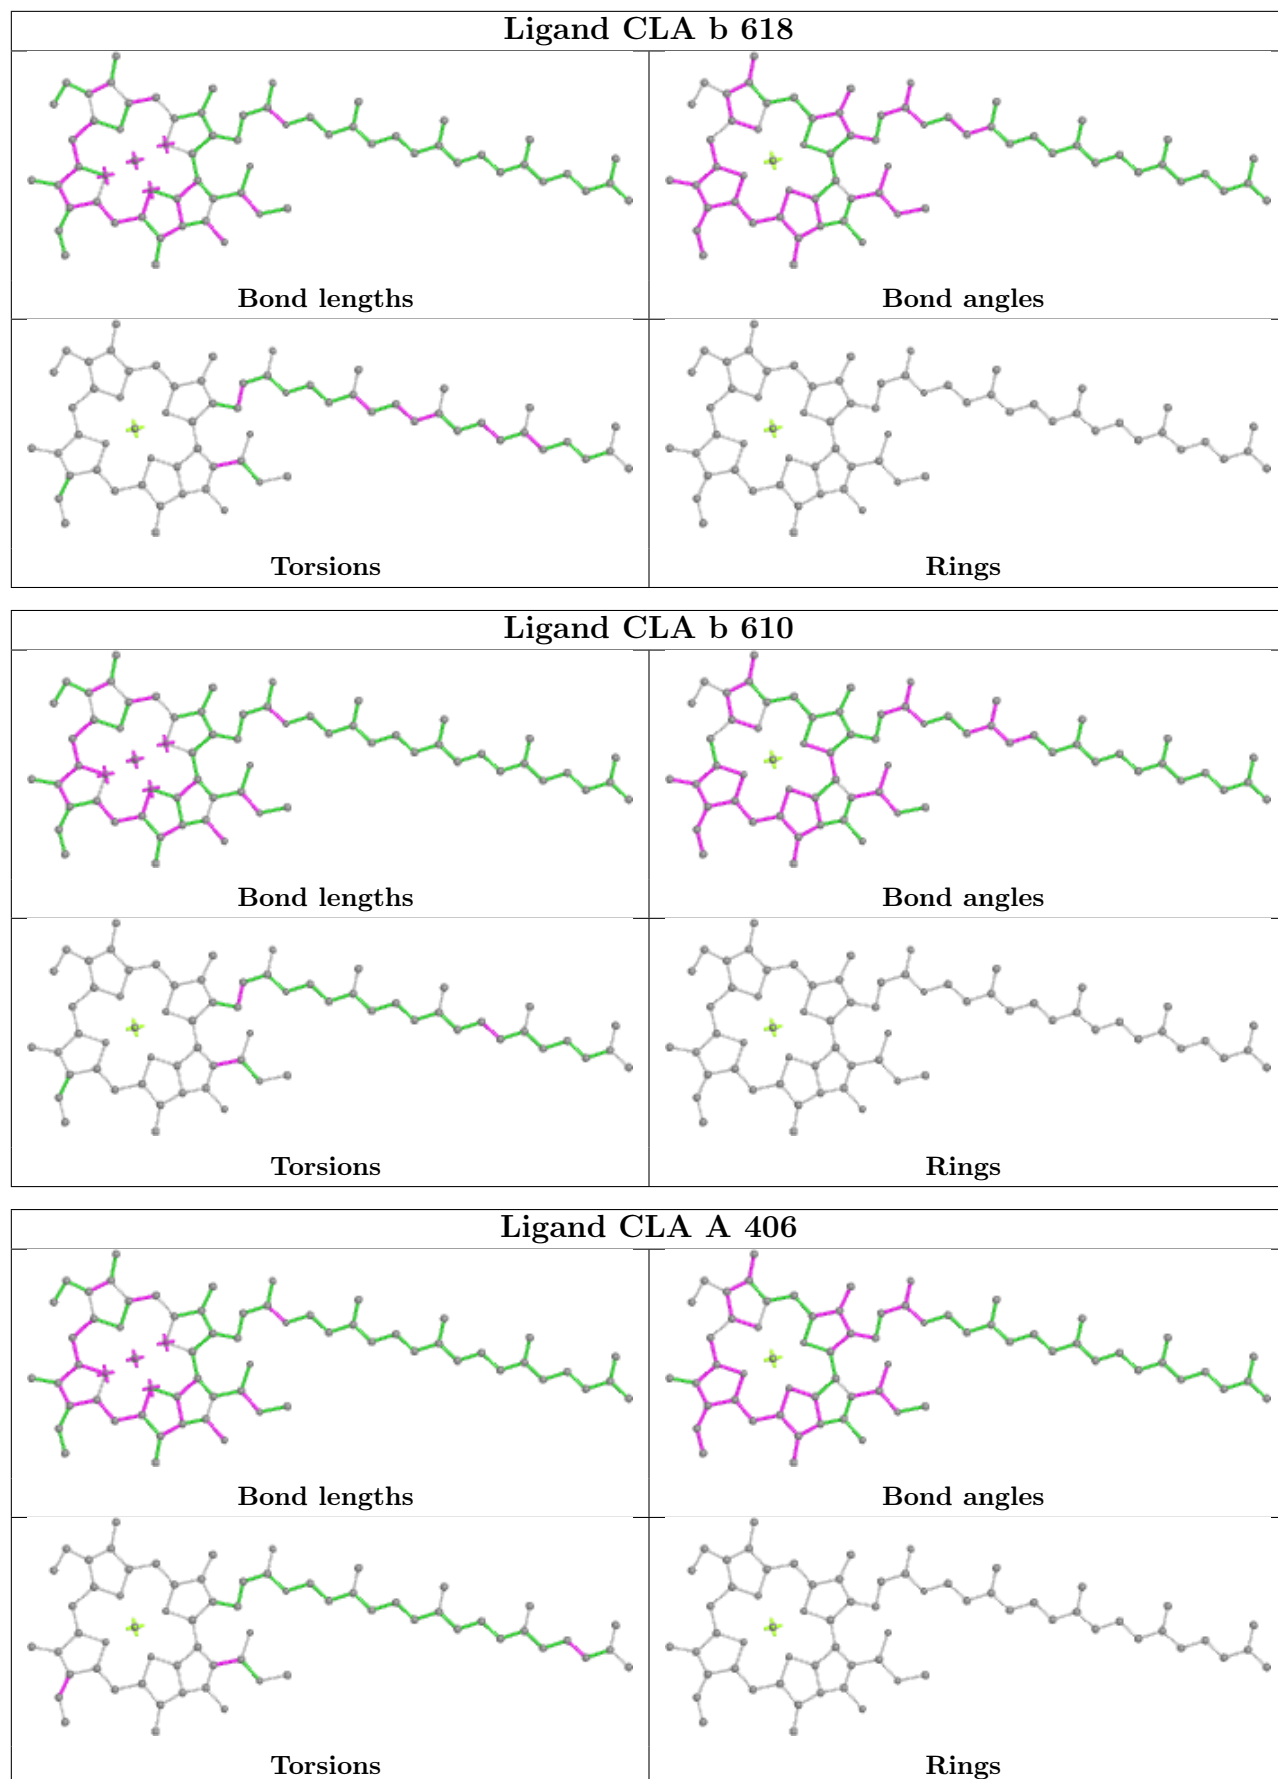 Ligand CLA b 618
Bond lengths
Bond angles
Torsions
Rings
Ligand CLA b 610
Bond lengths
Bond angles
Torsions
Rings
Ligand CLA A 406
Bond lengths
Bond angles
Torsions
Rings